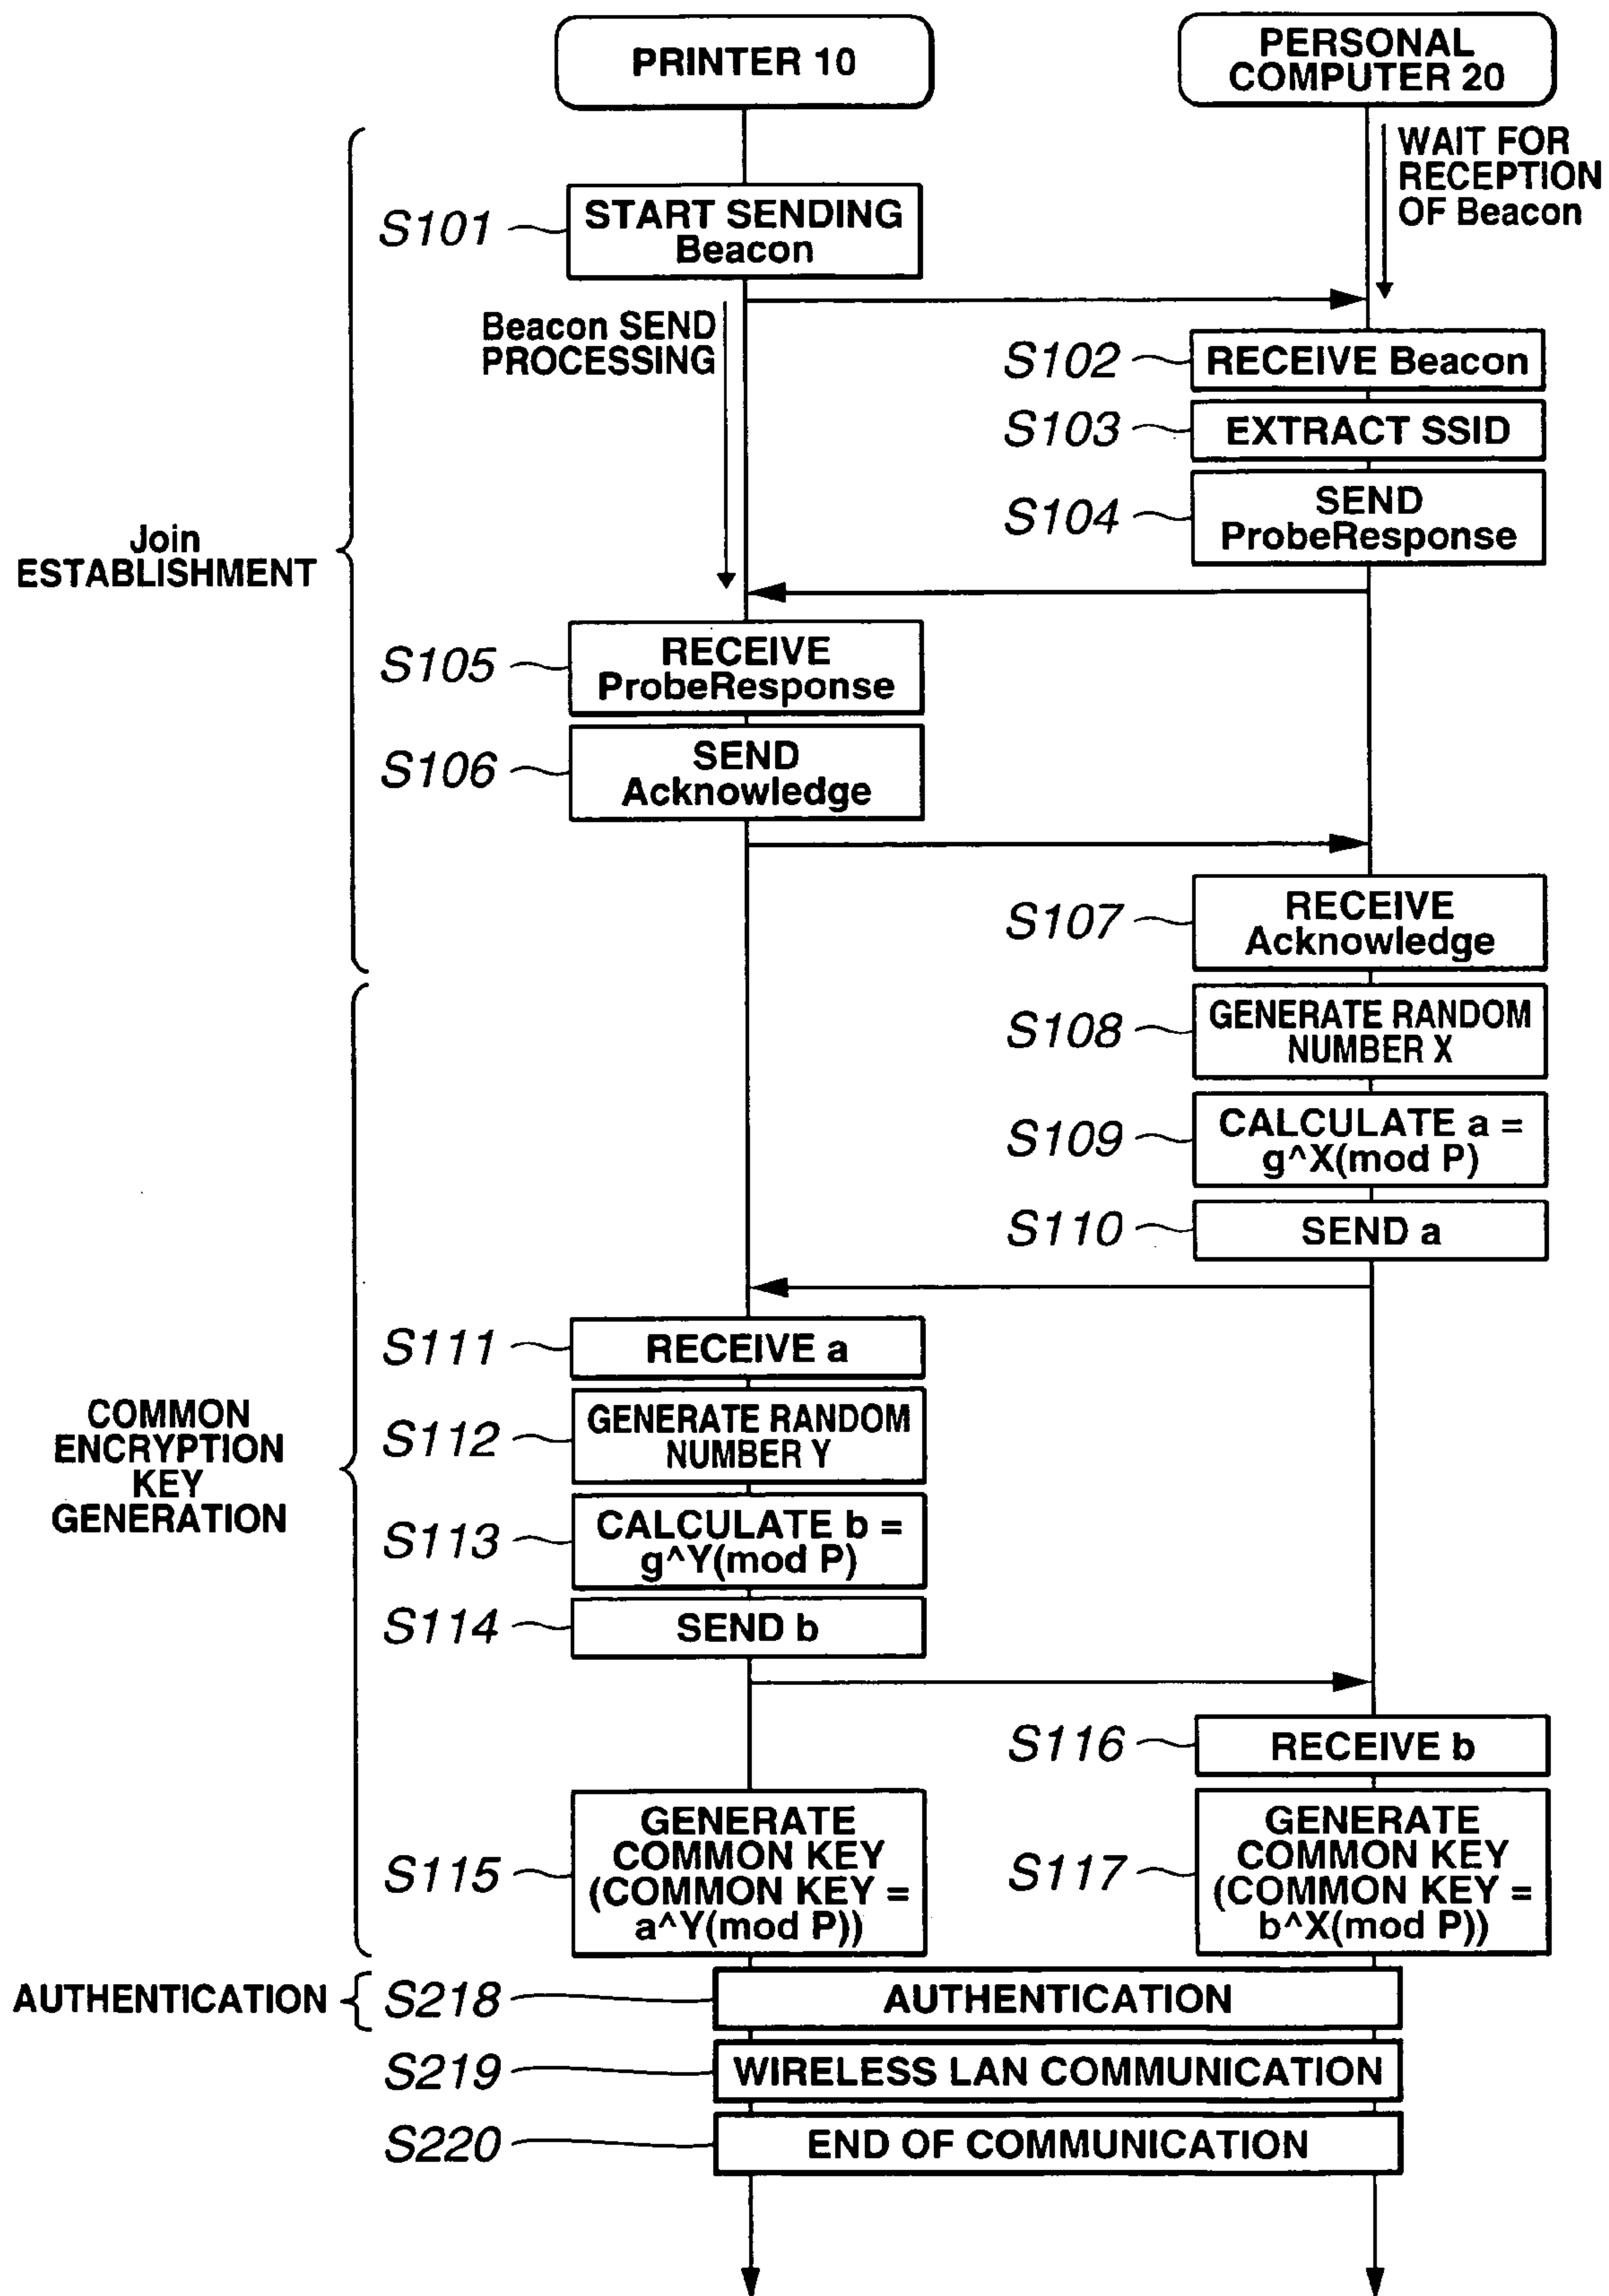 PRINTER 10
PERSONAL
COMPUTER 20
WAIT FOR
RECEPTION
OF Beacon
S101
START SENDING
Beacon
Beacon SEND
PROCESSING
S102
RECEIVE Beacon
S103
EXTRACT SSID
S104
SEND
ProbeResponse
Join
ESTABLISHMENT
S105
RECEIVE
ProbeResponse
S106
SEND
Acknowledge
S107
RECEIVE
Acknowledge
S108
GENERATE RANDOM
NUMBER X
S109
CALCULATE a =
g^X(mod P)
S110
SEND a
S111
RECEIVE a
COMMON
ENCRYPTION
KEY
GENERATION
S112
GENERATE RANDOM
NUMBER Y
S113
CALCULATE b =
g^Y(mod P)
S114
SEND b
S116
RECEIVE b
S115
GENERATE
COMMON KEY
(COMMON KEY =
a^Y(mod P))
S117
GENERATE
COMMON KEY
(COMMON KEY =
b^X(mod P))
AUTHENTICATION
S218
AUTHENTICATION
S219
WIRELESS LAN COMMUNICATION
S220
END OF COMMUNICATION